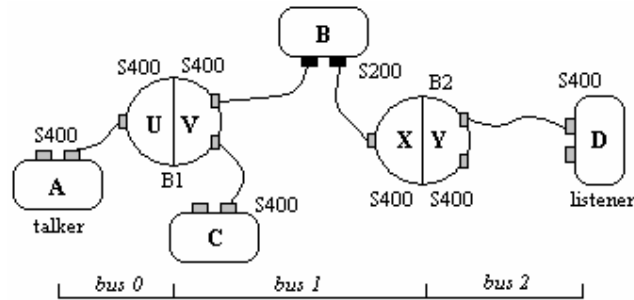 B
S400 S400
S200
B2
S400
S400
U V
X Y
D
A
B1
talker
S400
C
S400 S400
listener
bus 0 bus 1 bus 2